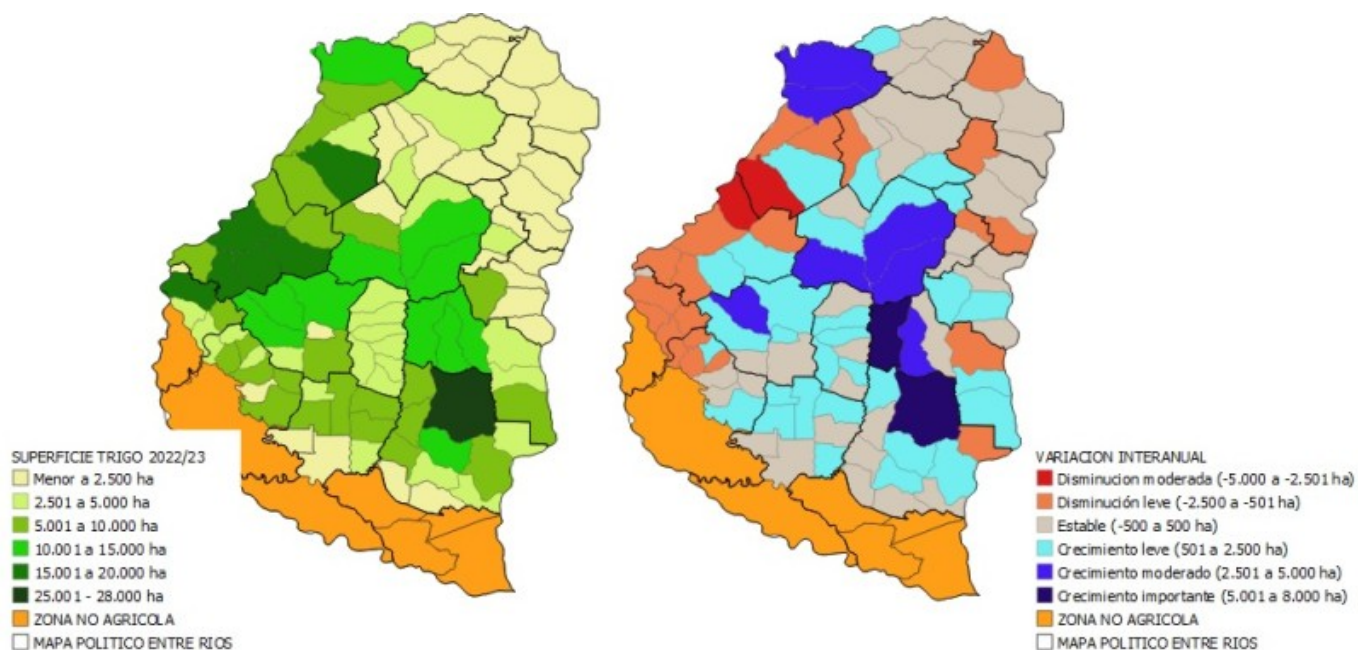 SUPERFICIE TRIGO 2022/23
Menor a 2.500 ha
2.501 a 5.000 ha
5.001 a 10.000 ha
10.001 a 15.000 ha
15.001 a 20.000 ha
25.001 - 28.000 ha
ZONA NO AGRICOLA
MAPA POLITICO ENTRE RIOS
VARIACION INTERANUAL
Disminucion moderada (-5.000 a -2.501 ha)
Disminución leve (-2.500 a -501 ha)
Estable (-500 a 500 ha)
Crecimiento leve (501 a 2.500 ha)
Crecimiento moderado (2.501 a 5.000 ha)
Crecimiento importante (5.001 a 8.000 ha)
ZONA NO AGRICOLA
MAPA POLITICO ENTRE RIOS